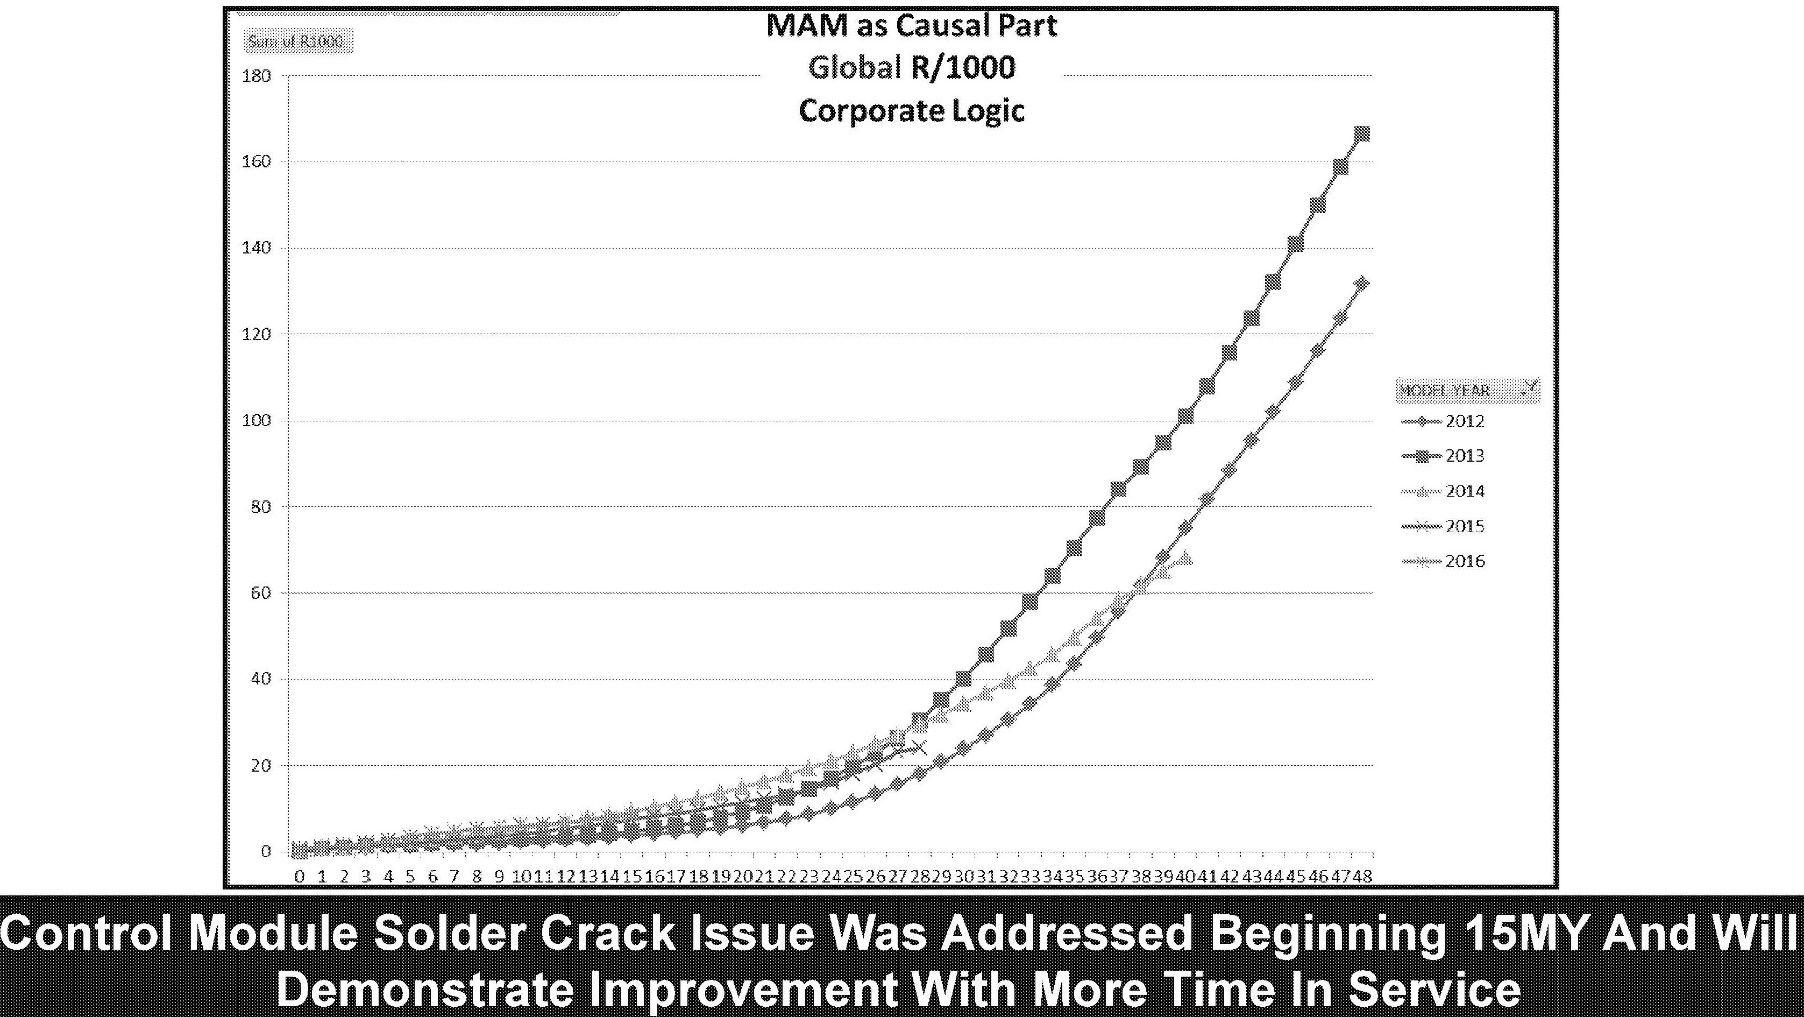 MAM as Causal Part
Global R/1000
Corporate Logic
Sum of R1000
180
160
140
120
100
80
60
40
20
0
0 1 2 3 4 5 6 7 8 9 10 11 12 13 14 15 16 17 18 19 20 21 22 23 24 25 26 27 28 29 30 31 32 33 34 35 36 37 38 39 40 41 42 43 44 45 46 47 48
MODEL YEAR
2012
2013
2014
2015
2016
Control Module Solder Crack Issue Was Addressed Beginning 15MY And Will
Demonstrate Improvement With More Time In Service